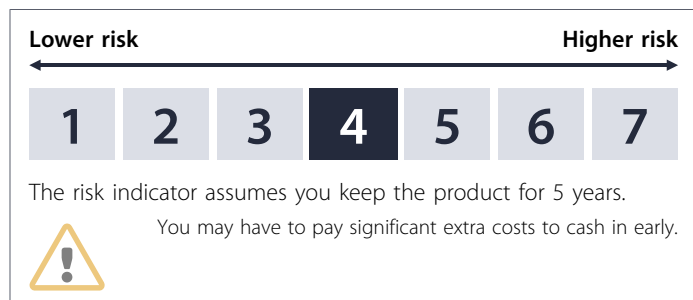 Lower risk Higher risk
1 2 3 4 5 6 7
The risk indicator assumes you keep the product for 5 years.
You may have to pay significant extra costs to cash in early.
!